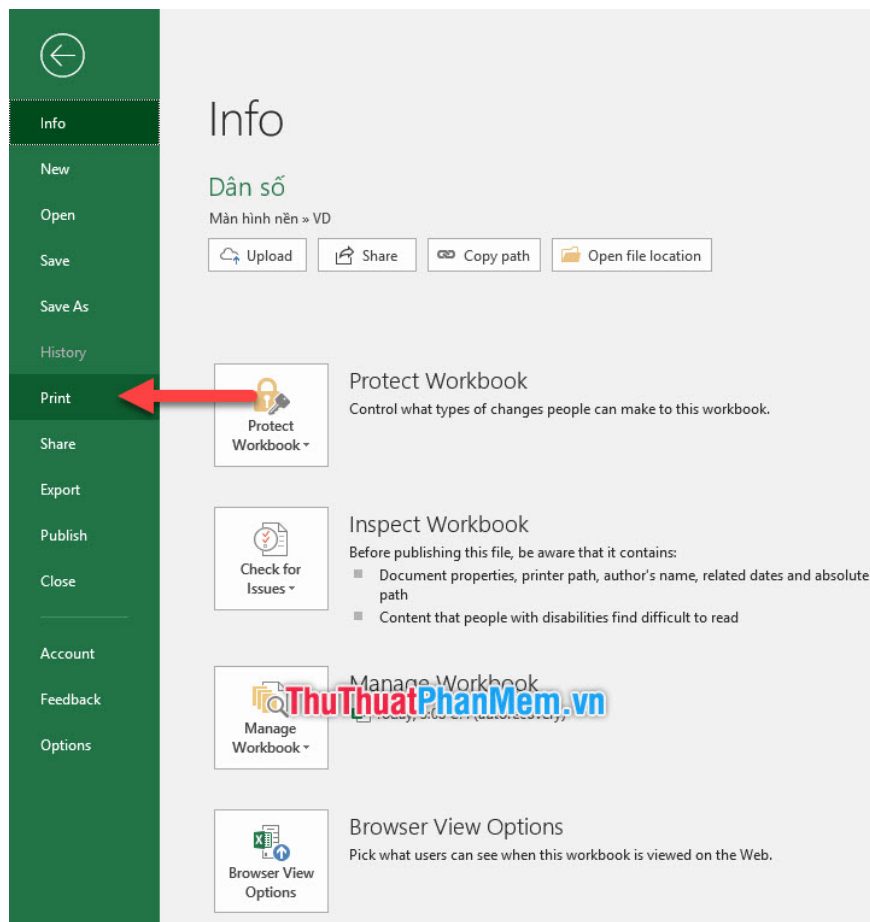 Info
New
Open
Save
Save As
History
Print
Share
Export
Publish
Close
Account
Feedback
Options
Info
Dân số
Màn hình nền » VD
Upload
Share
Copy path
Open file location
Protect
Workbook
Protect Workbook
Control what types of changes people can make to this workbook.
Check for
Issues
Inspect Workbook
Before publishing this file, be aware that it contains:
Document properties, printer path, author's name, related dates and absolute
path
Content that people with disabilities find difficult to read
Manage
Workbook
Manage Workbook
ThuThuatPhanMem.vn
Browser View
Options
Browser View Options
Pick what users can see when this workbook is viewed on the Web.